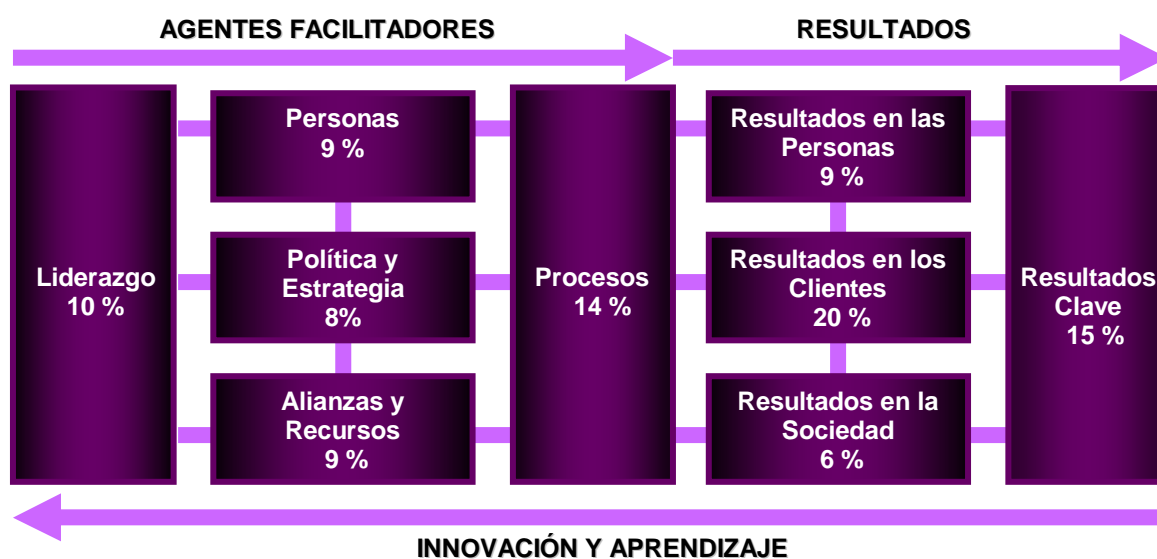 AGENTES FACILITADORES
RESULTADOS
Liderazgo
10 %
Personas
9 %
Política y
Estrategia
8%
Alianzas y
Recursos
9 %
Procesos
14 %
Resultados en las
Personas
9 %
Resultados en los
Clientes
20 %
Resultados en la
Sociedad
6 %
Resultados
Clave
15 %
INNOVACIÓN Y APRENDIZAJE